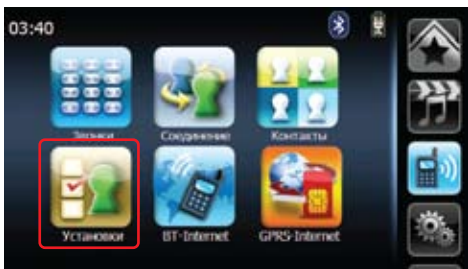 03:40
Звонки Соединение Контакты
Установки BT-Internet GPRS-Internet